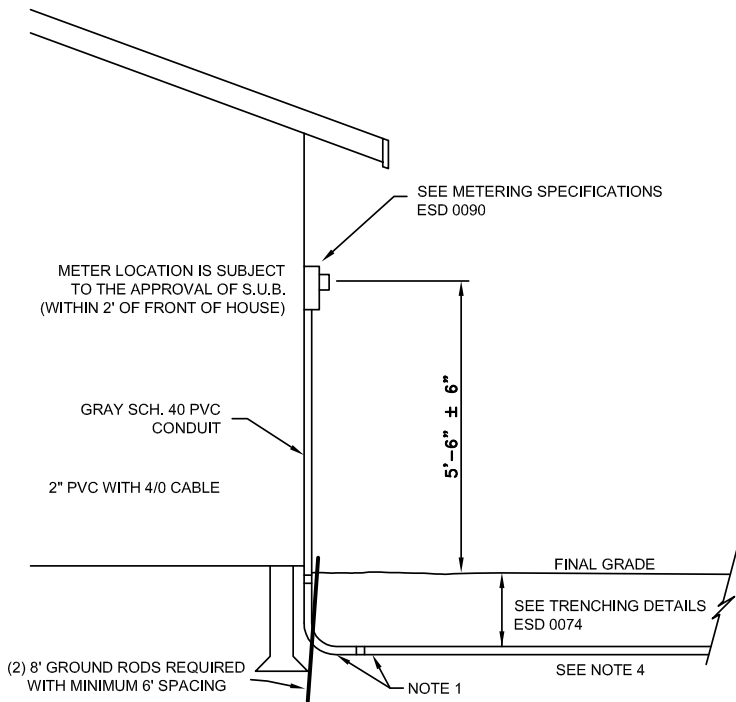 SEE METERING SPECIFICATIONS
ESD 0090
METER LOCATION IS SUBJECT
TO THE APPROVAL OF S.U.B.
(WITHIN 2' OF FRONT OF HOUSE)
5'-6" ± 6"
GRAY SCH. 40 PVC
CONDUIT
2" PVC WITH 4/0 CABLE
FINAL GRADE
SEE TRENCHING DETAILS
ESD 0074
(2) 8' GROUND RODS REQUIRED
WITH MINIMUM 6' SPACING
NOTE 1
SEE NOTE 4